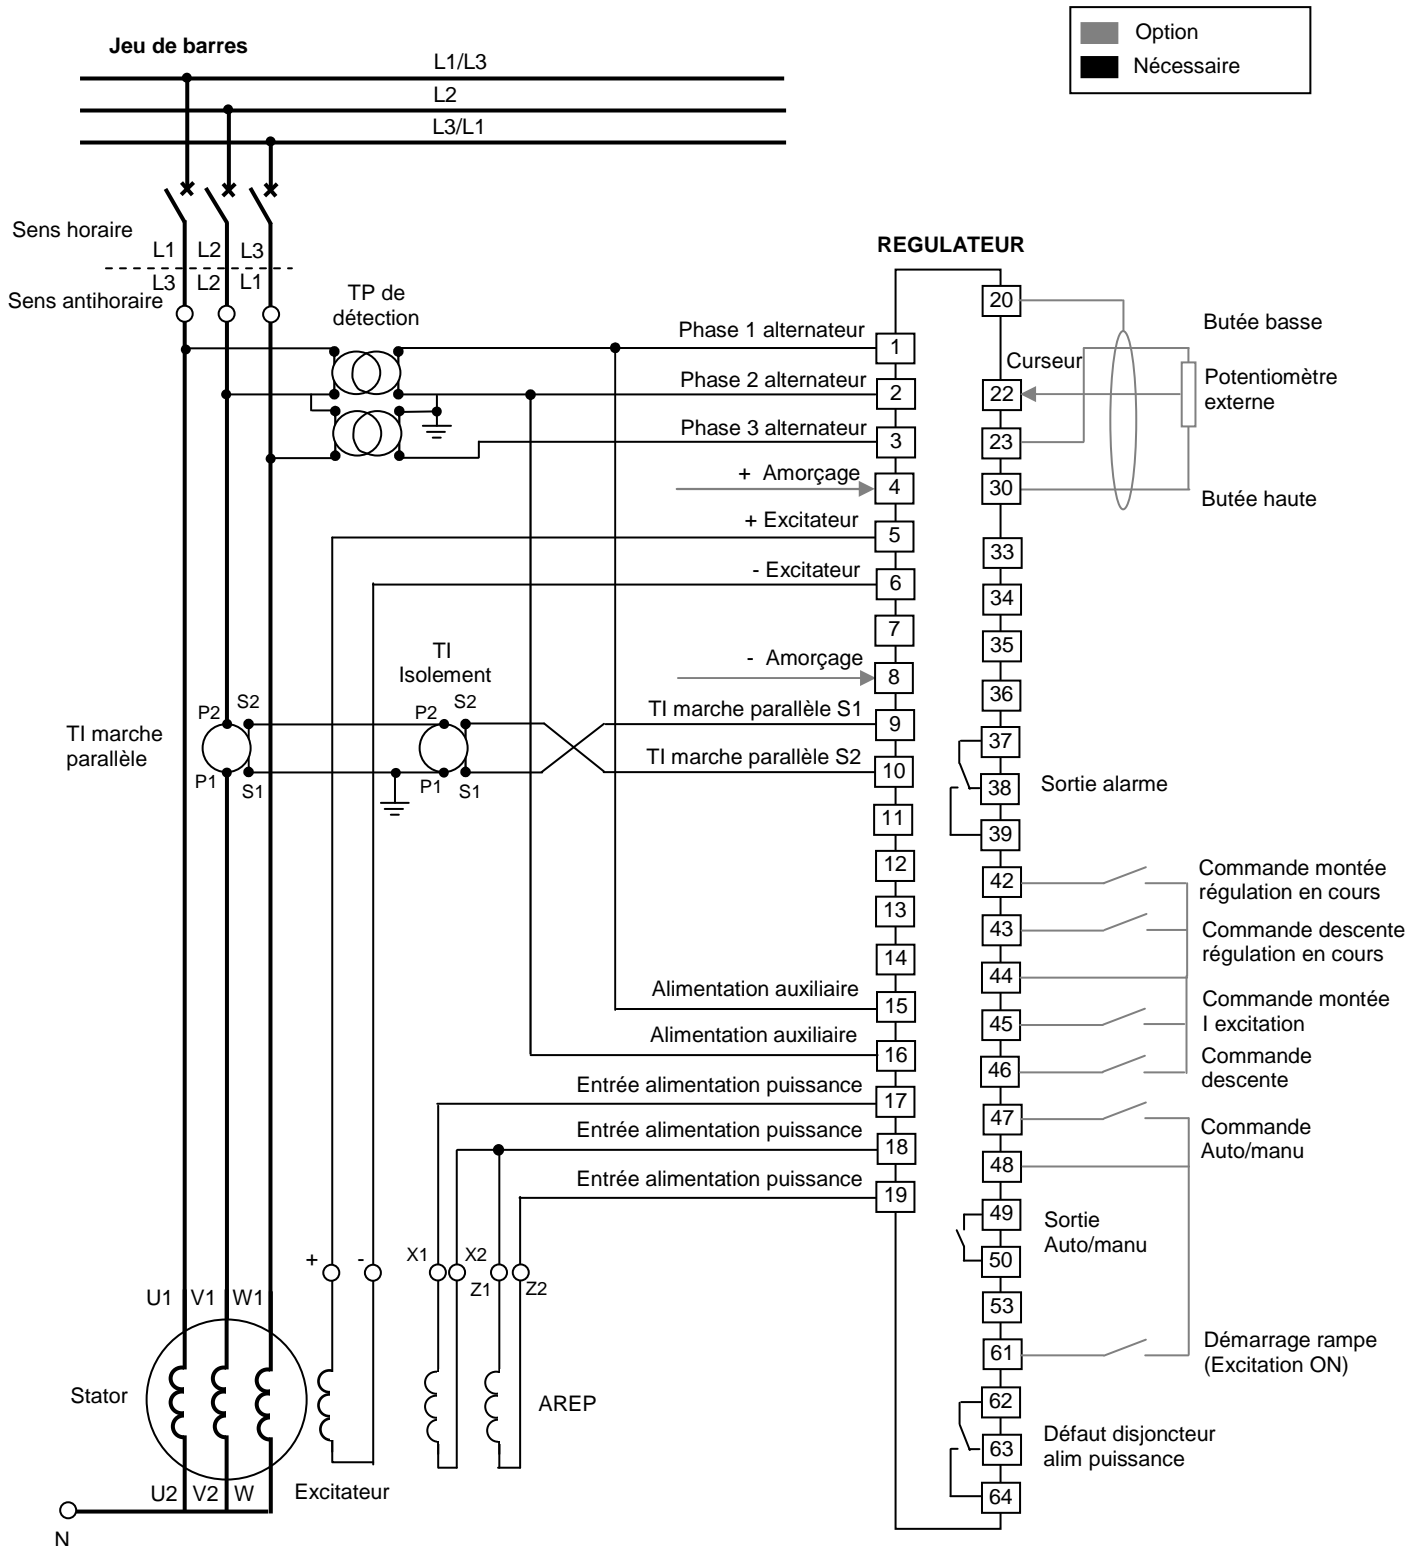 Option
Nécessaire
Jeu de barres
L1/L3
L2
L3/L1
Sens horaire
L1 L2 L3
Sens antihoraire
L3 L2 L1
TP de
détection
REGULATEUR
Phase 1 alternateur
1
Phase 2 alternateur
2
Phase 3 alternateur
3
+ Amorçage
4
+ Excitateur
5
- Excitateur
6
7
- Amorçage
8
TI marche parallèle S1
9
TI marche parallèle S2
10
11
12
13
14
Alimentation auxiliaire
15
Alimentation auxiliaire
16
Entrée alimentation puissance
17
Entrée alimentation puissance
18
Entrée alimentation puissance
19
20
Butée basse
Curseur
22
Potentiomètre
externe
23
30
Butée haute
33
34
35
36
37
38
Sortie alarme
39
42
Commande montée
régulation en cours
43
Commande descente
régulation en cours
44
45
Commande montée
I excitation
46
Commande
descente
47
Commande
Auto/manu
48
49
Sortie
Auto/manu
50
53
61
Démarrage rampe
(Excitation ON)
62
63
Défaut disjoncteur
alim puissance
64
TI marche
parallèle
P2 S2
P1 S1
TI
Isolement
P2 S2
P1 S1
+ -
X1 X2
Z1 Z2
U1 V1 W1
Stator
AREP
Excitateur
U2 V2 W
N